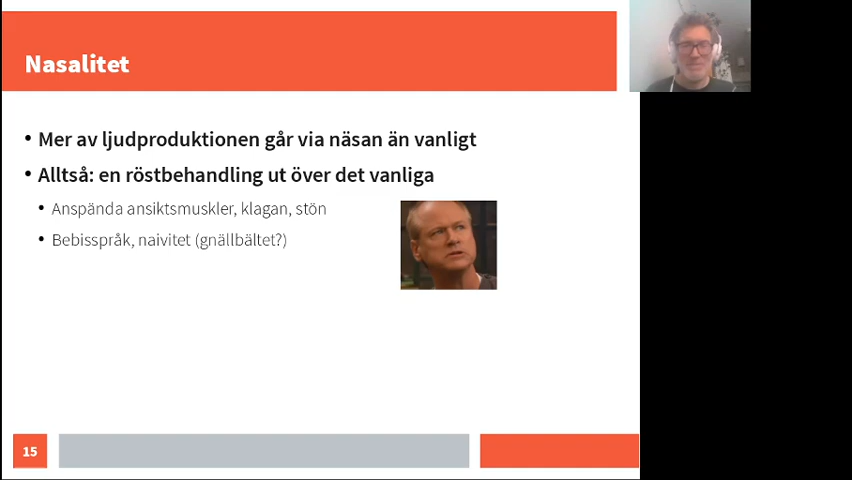 Nasalitet
• Mer av ljudproduktionen går via näsan än vanligt
• Alltså: en röstbehandling ut över det vanliga
• Anspända ansiktsmuskler, klagan, stön
• Bebisspråk, naivitet (gnällbältet?)
15